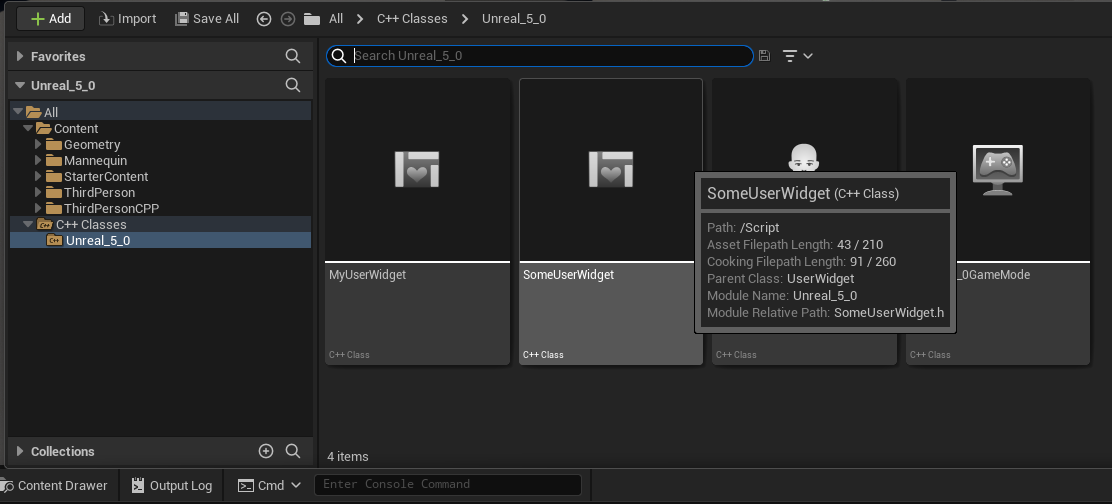 Add Import Save All All C++ Classes Unreal_5_0
Favorites
Search Unreal_5_0
Unreal_5_0
All
Content
Geometry
Mannequin
StarterContent
ThirdPerson
ThirdPersonCPP
C++ Classes
Unreal_5_0
Collections
MyUserWidget
C++ Class
SomeUserWidget
C++ Class
C++ Class
_0GameMode
C++ Class
SomeUserWidget (C++ Class)
Path: /Script
Asset Filepath Length: 43 / 210
Cooking Filepath Length: 91 / 260
Parent Class: UserWidget
Module Name: Unreal_5_0
Module Relative Path: SomeUserWidget.h
4 items
Content Drawer Output Log Cmd Enter Console Command